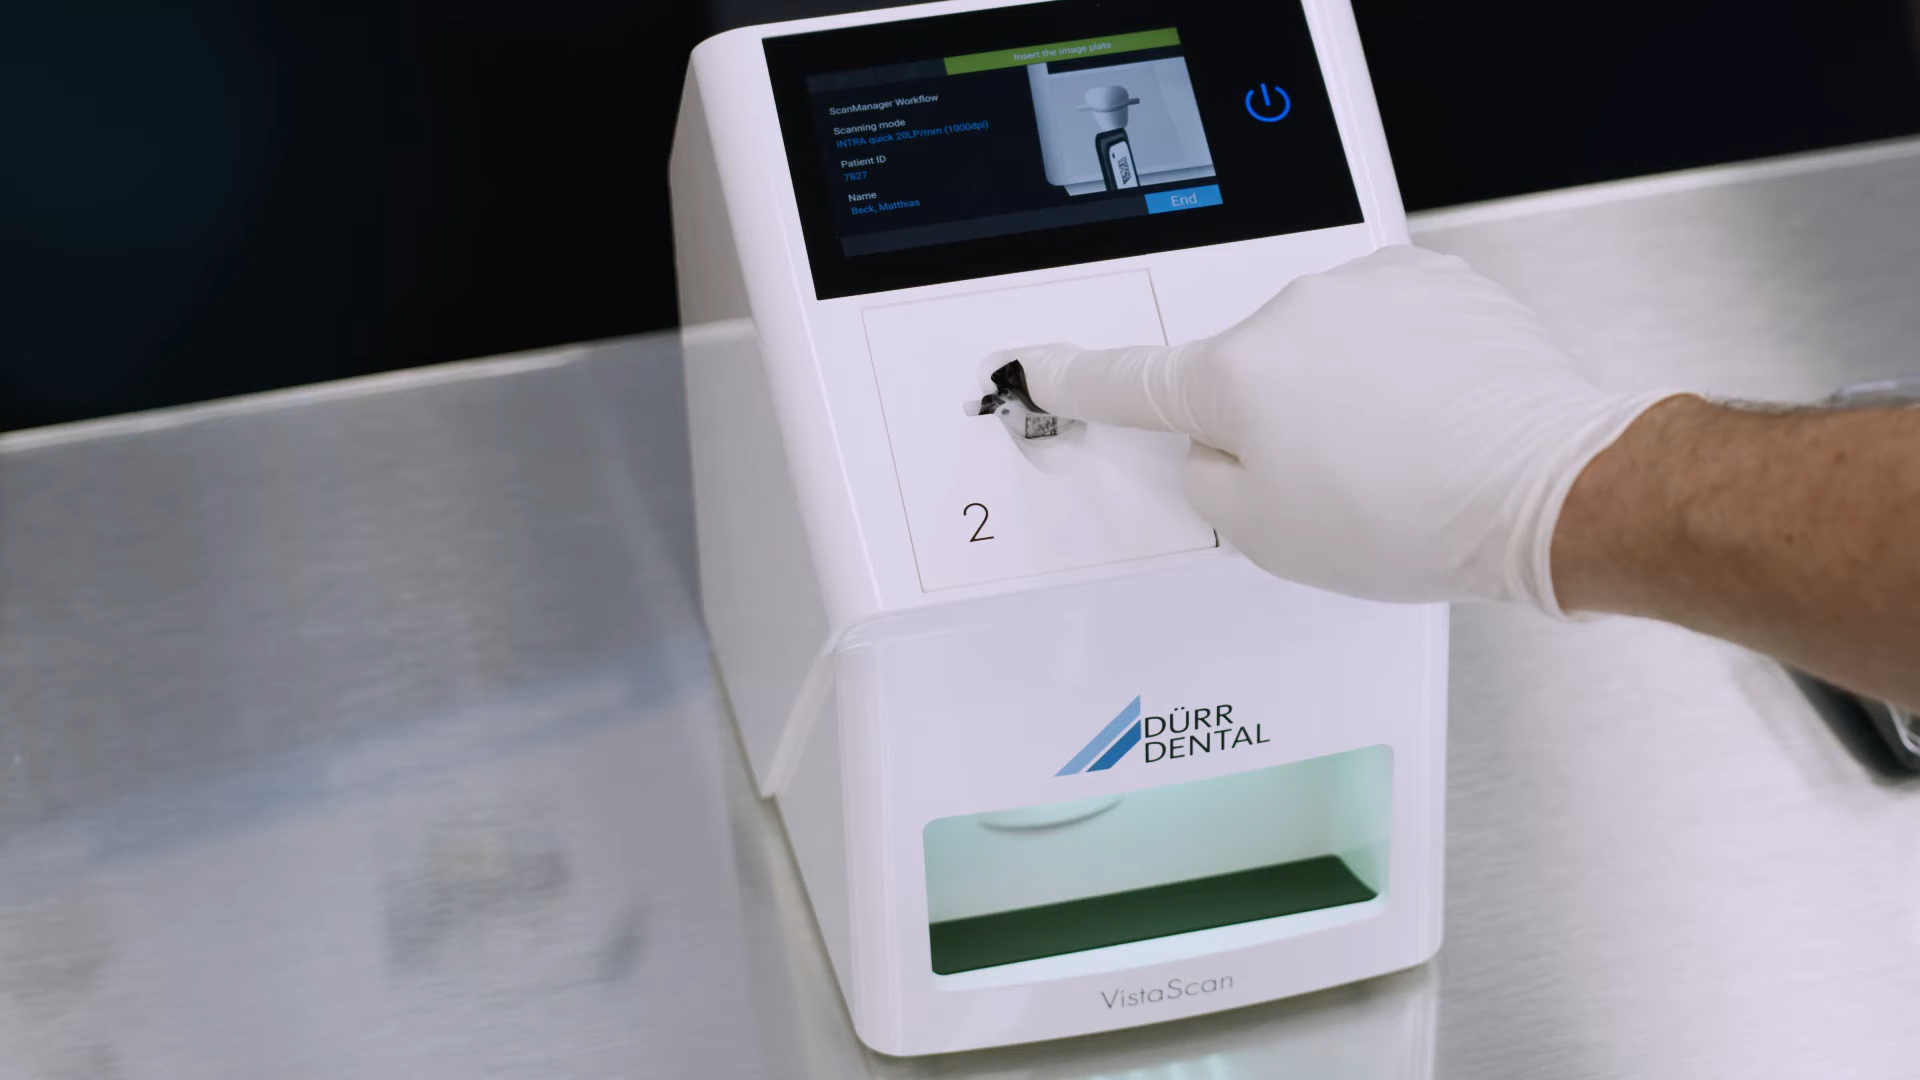 Insert the image plate
ScanManager Workflow
Scanning mode
INTRA quick 20LP/mm (1000dpi)
Patient ID
7827
Name
Beck, Matthias
End
2
DÜRR
DENTAL
VistaScan